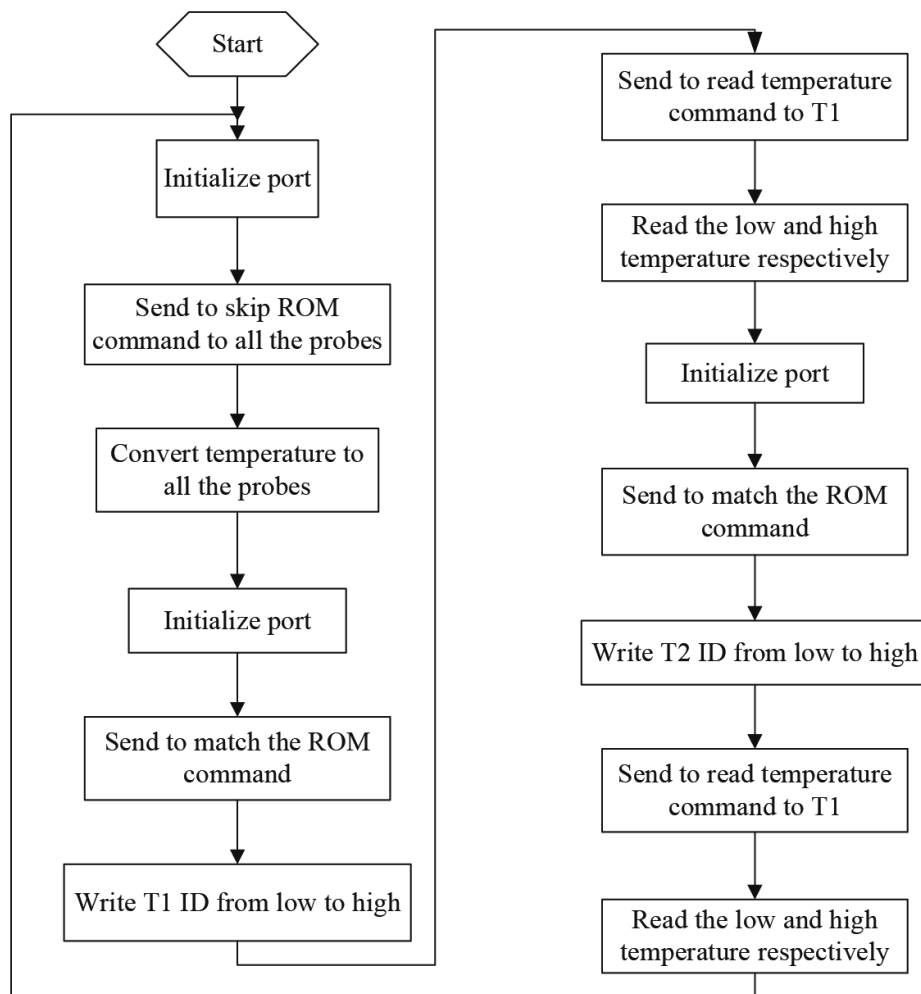 Start
Initialize port
Send to skip ROM
command to all the probes
Convert temperature to
all the probes
Initialize port
Send to match the ROM
command
Write T1 ID from low to high
Send to read temperature
command to T1
Read the low and high
temperature respectively
Initialize port
Send to match the ROM
command
Write T2 ID from low to high
Send to read temperature
command to T1
Read the low and high
temperature respectively